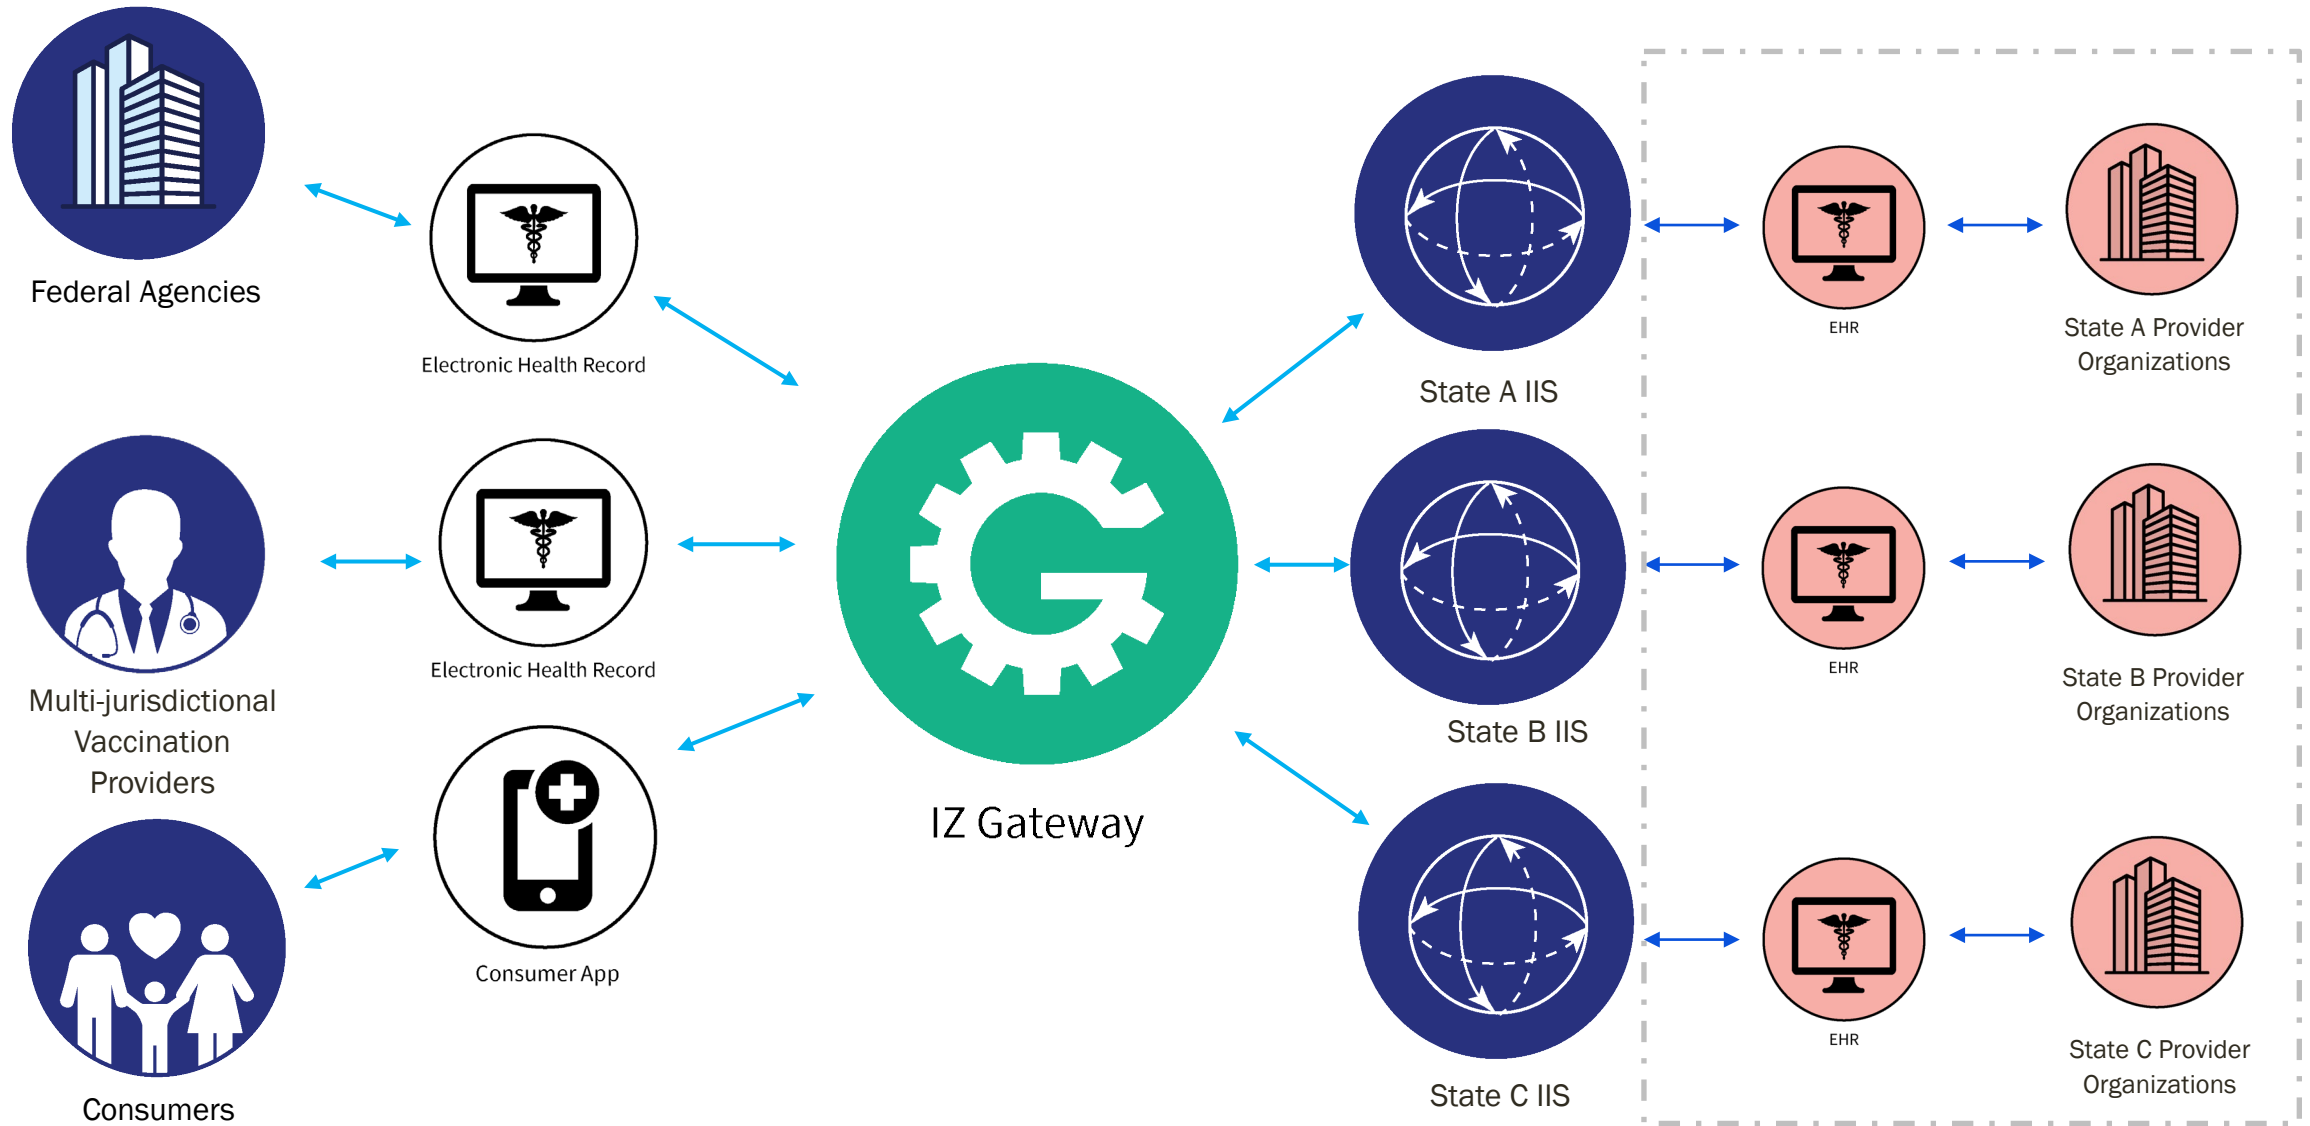 Federal Agencies
Electronic Health Record
Multi-jurisdictional
Vaccination
Providers
Electronic Health Record
Consumers
Consumer App
IZ Gateway
State A IIS
State B IIS
State C IIS
EHR
State A Provider
Organizations
EHR
State B Provider
Organizations
EHR
State C Provider
Organizations